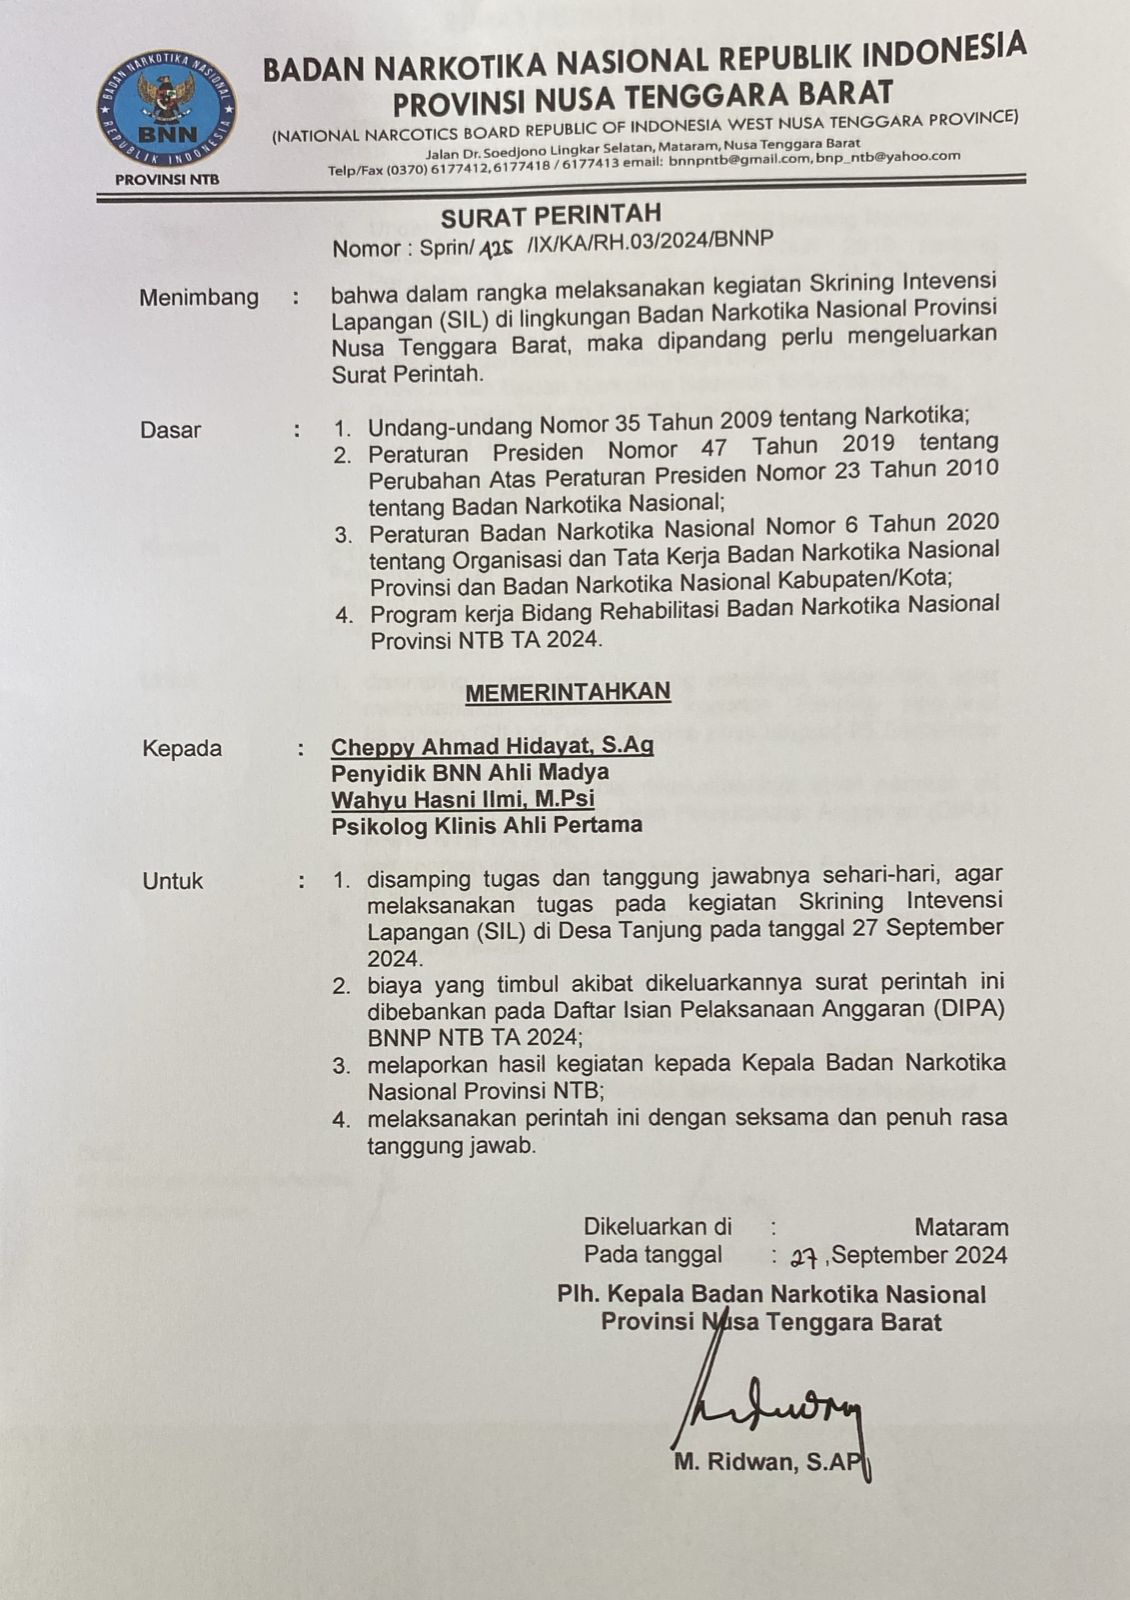 BADAN NARKOTIKA NASIONAL
BNN
REPUBLIK INDONESIA
PROVINSI NTB
BADAN NARKOTIKA NASIONAL REPUBLIK INDONESIA
PROVINSI NUSA TENGGARA BARAT
(NATIONAL NARCOTICS BOARD REPUBLIC OF INDONESIA WEST NUSA TENGGARA PROVINCE)
Jalan Dr. Soedjono Lingkar Selatan, Mataram, Nusa Tenggara Barat
Telp/Fax (0370) 6177412, 6177418 / 6177413 email: bnnpntb@gmail.com, bnp_ntb@yahoo.com
SURAT PERINTAH
Nomor : Sprin/ 925 /IX/KA/RH.03/2024/BNNP
Menimbang : bahwa dalam rangka melaksanakan kegiatan Skrining Intevensi
Lapangan (SIL) di lingkungan Badan Narkotika Nasional Provinsi
Nusa Tenggara Barat, maka dipandang perlu mengeluarkan
Surat Perintah.
Dasar : 1. Undang-undang Nomor 35 Tahun 2009 tentang Narkotika;
2. Peraturan Presiden Nomor 47 Tahun 2019 tentang
Perubahan Atas Peraturan Presiden Nomor 23 Tahun 2010
tentang Badan Narkotika Nasional;
3. Peraturan Badan Narkotika Nasional Nomor 6 Tahun 2020
tentang Organisasi dan Tata Kerja Badan Narkotika Nasional
Provinsi dan Badan Narkotika Nasional Kabupaten/Kota;
4. Program kerja Bidang Rehabilitasi Badan Narkotika Nasional
Provinsi NTB TA 2024.
MEMERINTAHKAN
Kepada : Cheppy Ahmad Hidayat, S.Ag
Penyidik BNN Ahli Madya
Wahyu Hasni Ilmi, M.Psi
Psikolog Klinis Ahli Pertama
Untuk : 1. disamping tugas dan tanggung jawabnya sehari-hari, agar
melaksanakan tugas pada kegiatan Skrining Intevensi
Lapangan (SIL) di Desa Tanjung pada tanggal 27 September
2024.
2. biaya yang timbul akibat dikeluarkannya surat perintah ini
dibebankan pada Daftar Isian Pelaksanaan Anggaran (DIPA)
BNNP NTB TA 2024;
3. melaporkan hasil kegiatan kepada Kepala Badan Narkotika
Nasional Provinsi NTB;
4. melaksanakan perintah ini dengan seksama dan penuh rasa
tanggung jawab.
Dikeluarkan di : Mataram
Pada tanggal : 27, September 2024
Plh. Kepala Badan Narkotika Nasional
Provinsi Nusa Tenggara Barat
M. Ridwan, S.AP